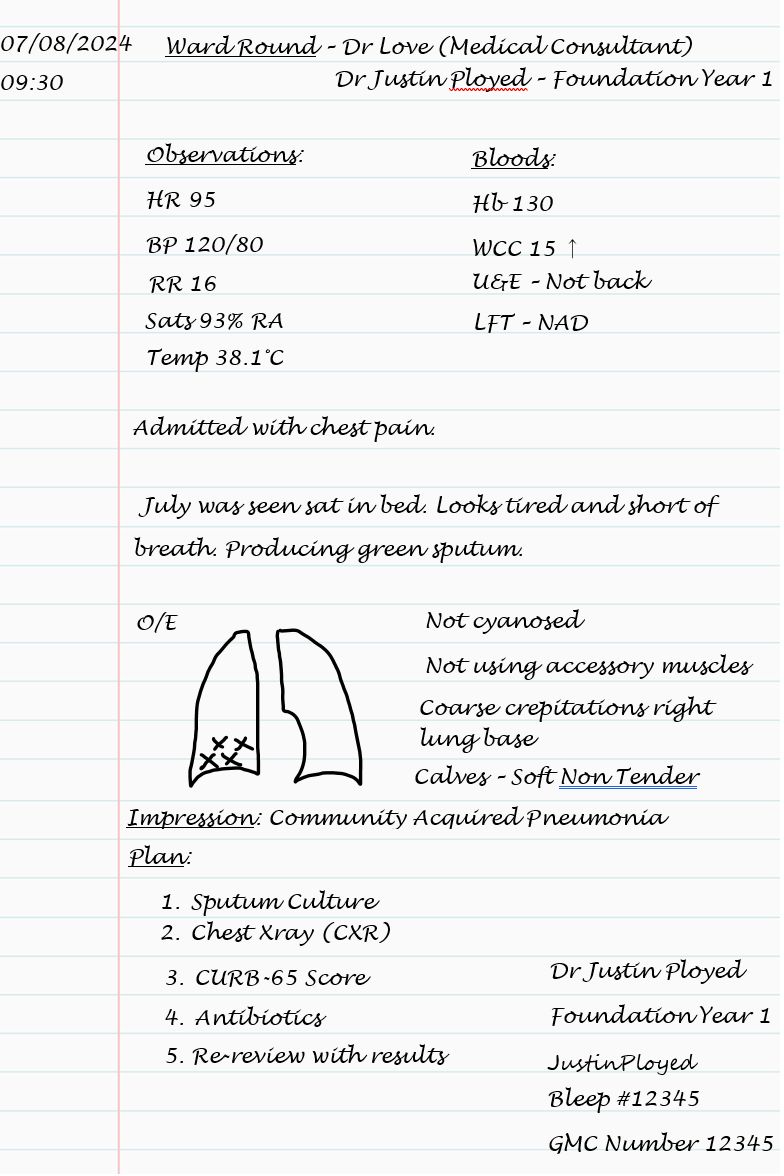 07/08/2024 Ward Round – Dr Love (Medical Consultant)
09:30 Dr Justin Ployed – Foundation Year 1
Observations: Bloods:
HR 95 Hb 130
BP 120/80 WCC 15 ↑
RR 16 U&E – Not back
Sats 93% RA LFT – NAD
Temp 38.1°C
Admitted with chest pain.
July was seen sat in bed. Looks tired and short of
breath. Producing green sputum.
O/E Not cyanosed
Not using accessory muscles
Coarse crepitations right
lung base
Calves – Soft Non Tender
Impression: Community Acquired Pneumonia
Plan:
1. Sputum Culture
2. Chest Xray (CXR)
3. CURB-65 Score
4. Antibiotics
5. Re-review with results
Dr Justin Ployed
Foundation Year 1
JustinPloyed
Bleep #12345
GMC Number 12345